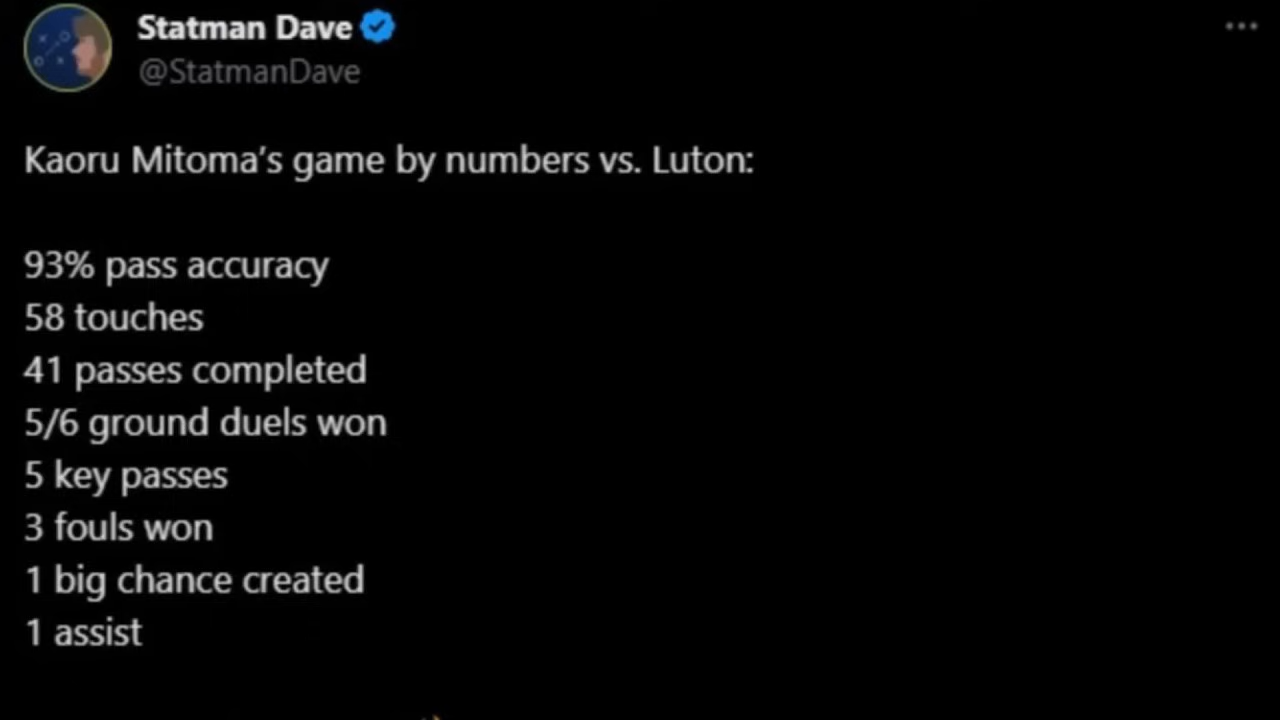 Statman Dave
@StatmanDave
Kaoru Mitoma’s game by numbers vs. Luton:
93% pass accuracy
58 touches
41 passes completed
5/6 ground duels won
5 key passes
3 fouls won
1 big chance created
1 assist